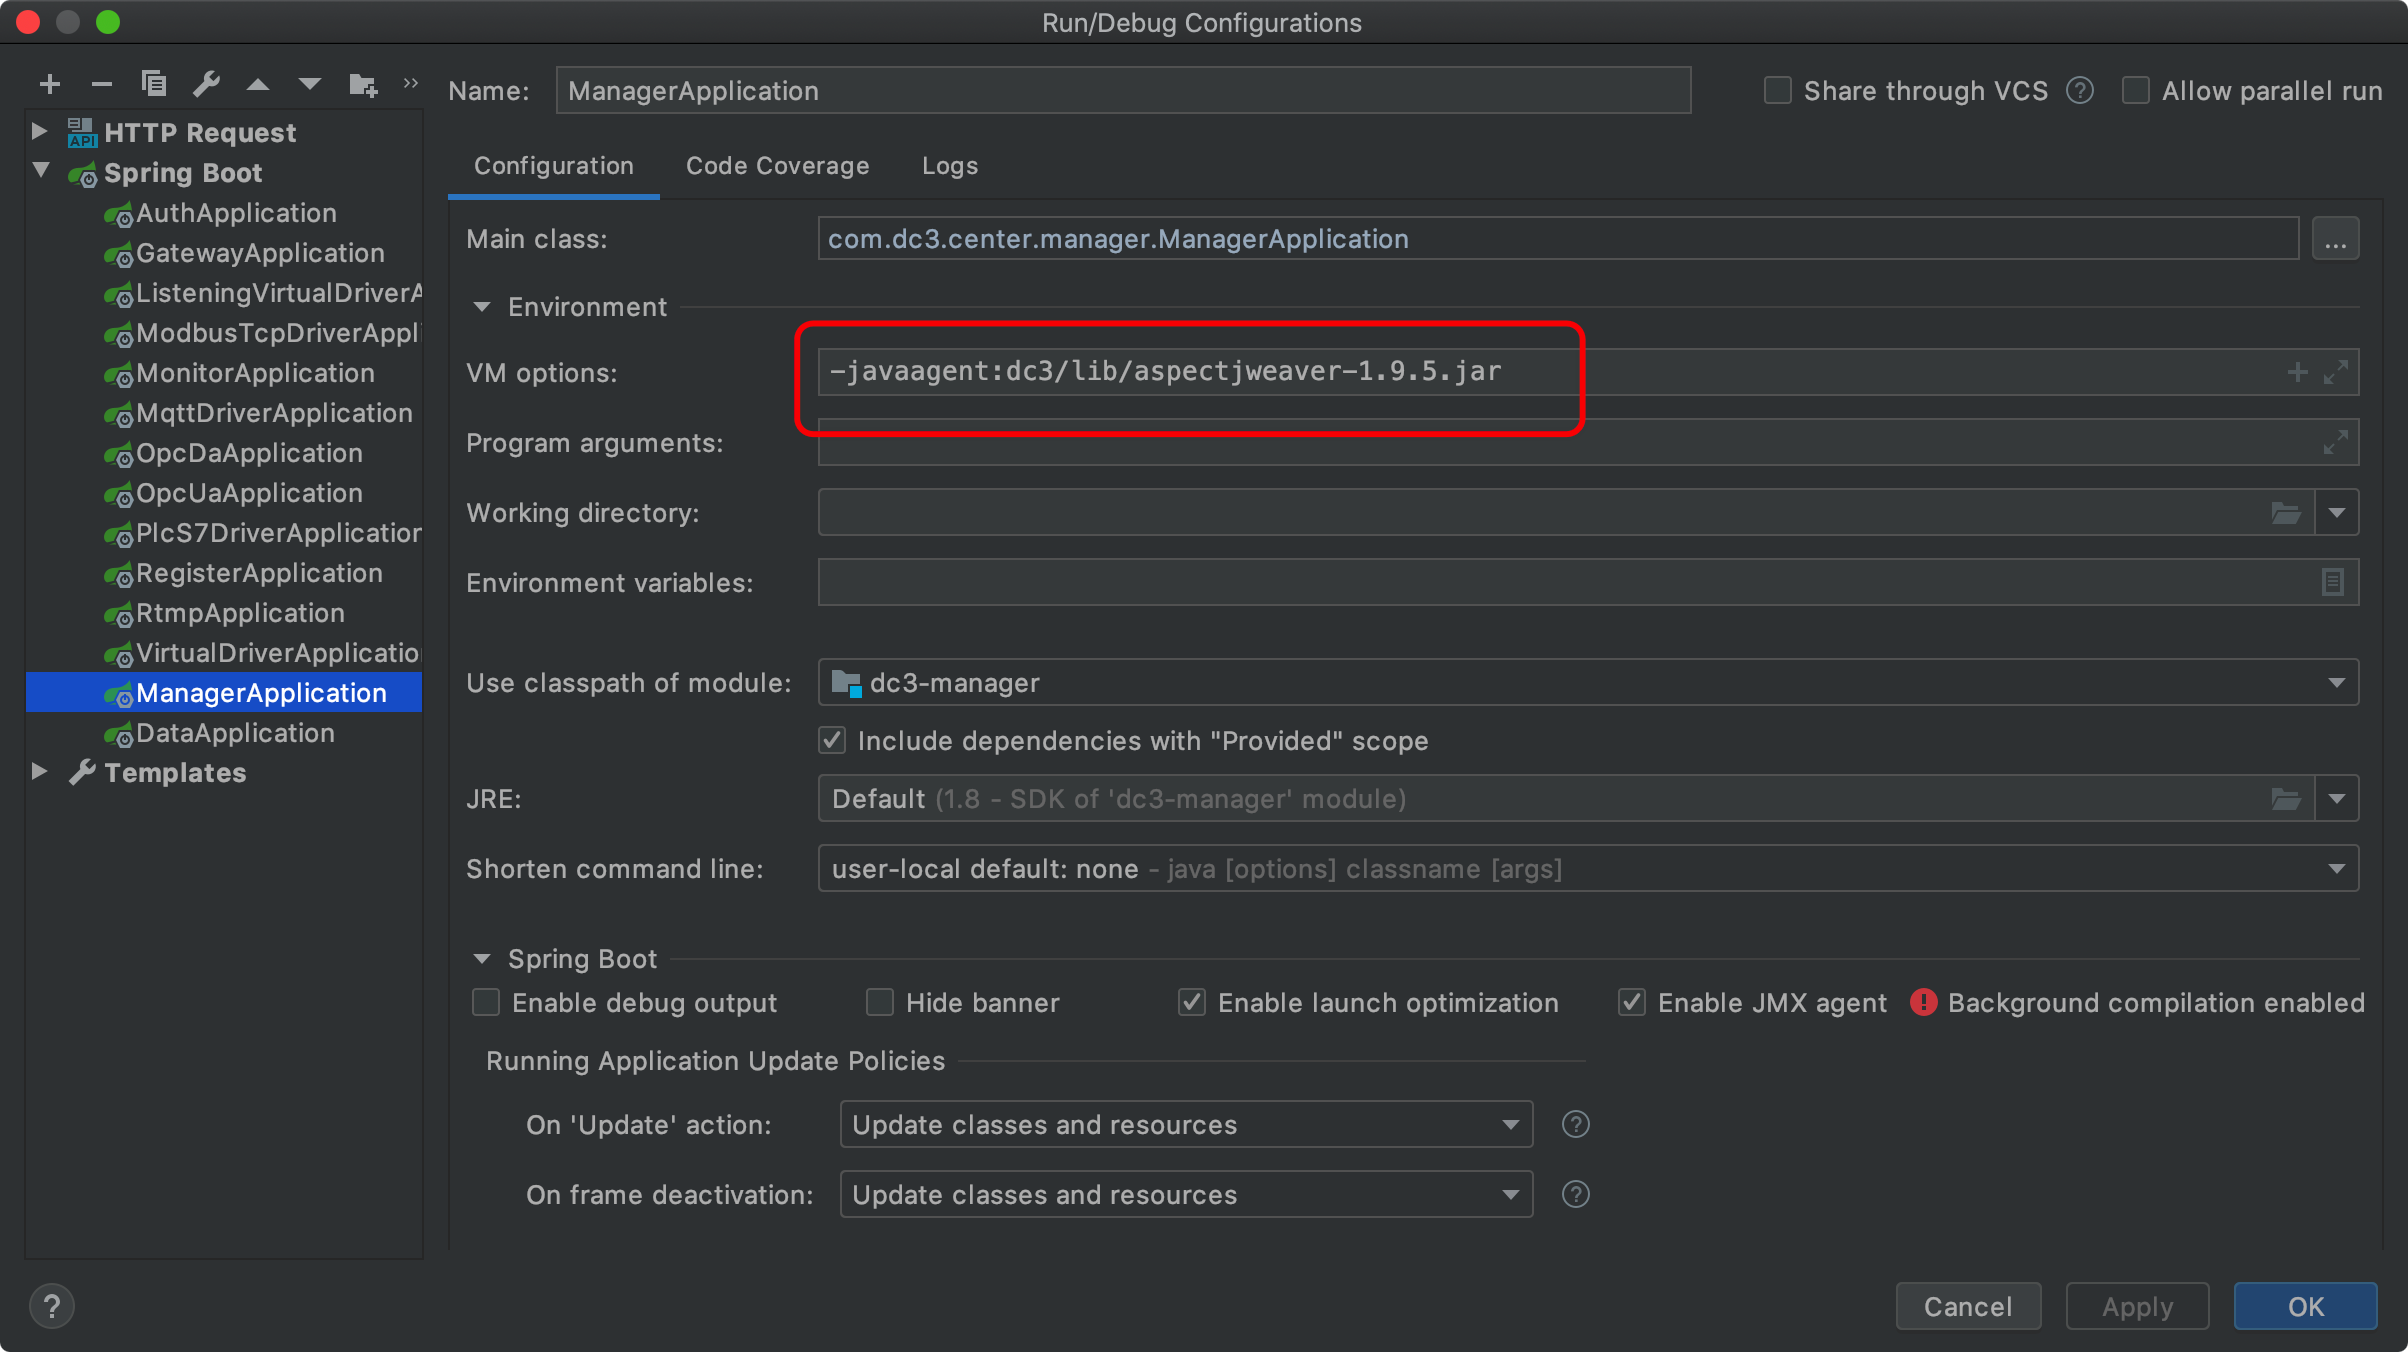 Run/Debug Configurations
Name: ManagerApplication
Share through VCS ? Allow parallel run
API HTTP Request
Spring Boot
AuthApplication
GatewayApplication
ListeningVirtualDriverA
ModbusTcpDriverAppli
MonitorApplication
MqttDriverApplication
OpcDaApplication
OpcUaApplication
PlcS7DriverApplication
RegisterApplication
RtmpApplication
VirtualDriverApplicatio
ManagerApplication
DataApplication
Templates
Configuration Code Coverage Logs
Main class: com.dc3.center.manager.ManagerApplication ...
Environment
VM options: -javaagent:dc3/lib/aspectjweaver-1.9.5.jar
Program arguments:
Working directory:
Environment variables:
Use classpath of module: dc3-manager
Include dependencies with "Provided" scope
JRE: Default (1.8 - SDK of 'dc3-manager' module)
Shorten command line: user-local default: none - java [options] classname [args]
Spring Boot
Enable debug output Hide banner Enable launch optimization Enable JMX agent ! Background compilation enabled
Running Application Update Policies
On 'Update' action: Update classes and resources ?
On frame deactivation: Update classes and resources ?
? Cancel Apply OK